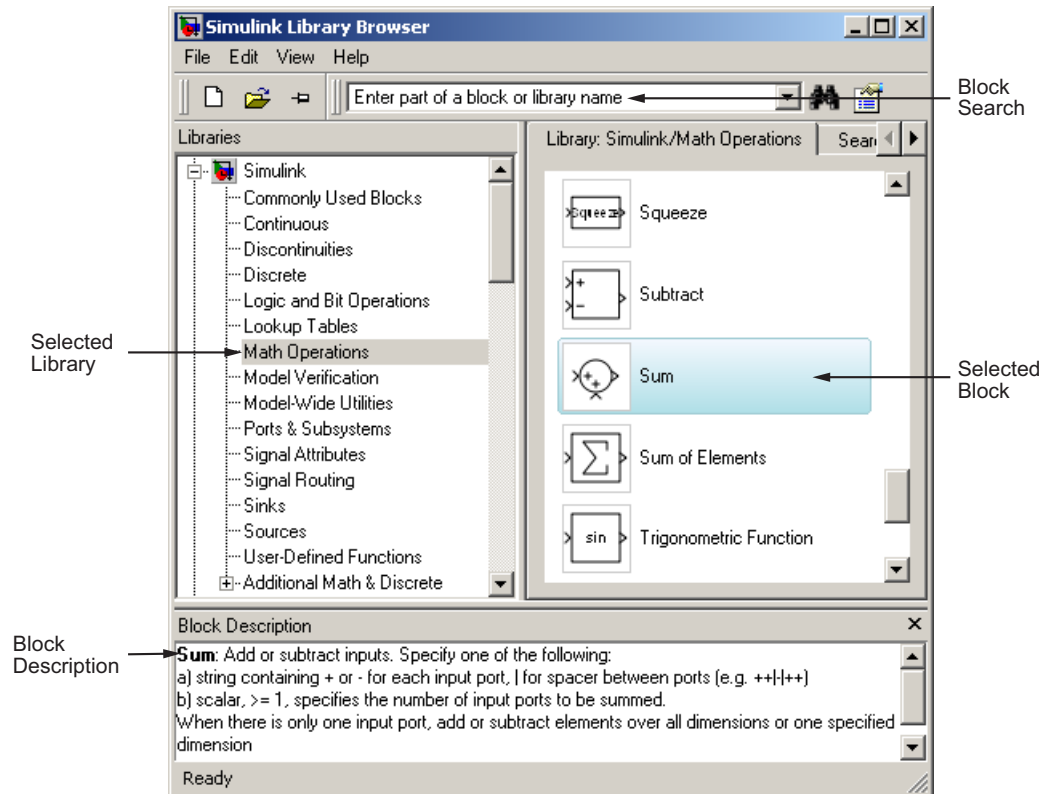 Simulink Library Browser
File Edit View Help
Enter part of a block or library name
Block
Search
Libraries
Library: Simulink/Math Operations
Sear
Simulink
Commonly Used Blocks
Continuous
Discontinuities
Discrete
Logic and Bit Operations
Lookup Tables
Math Operations
Model Verification
Model-Wide Utilities
Ports & Subsystems
Signal Attributes
Signal Routing
Sinks
Sources
User-Defined Functions
Additional Math & Discrete
Selected
Library
Squeeze
Squeeze
+
-
Subtract
+
+
Sum
Selected
Block
Σ
Sum of Elements
sin
Trigonometric Function
Block Description
Block
Description
Sum: Add or subtract inputs. Specify one of the following:
a) string containing + or - for each input port, | for spacer between ports (e.g. ++|-|++)
b) scalar, >= 1, specifies the number of input ports to be summed.
When there is only one input port, add or subtract elements over all dimensions or one specified
dimension
Ready